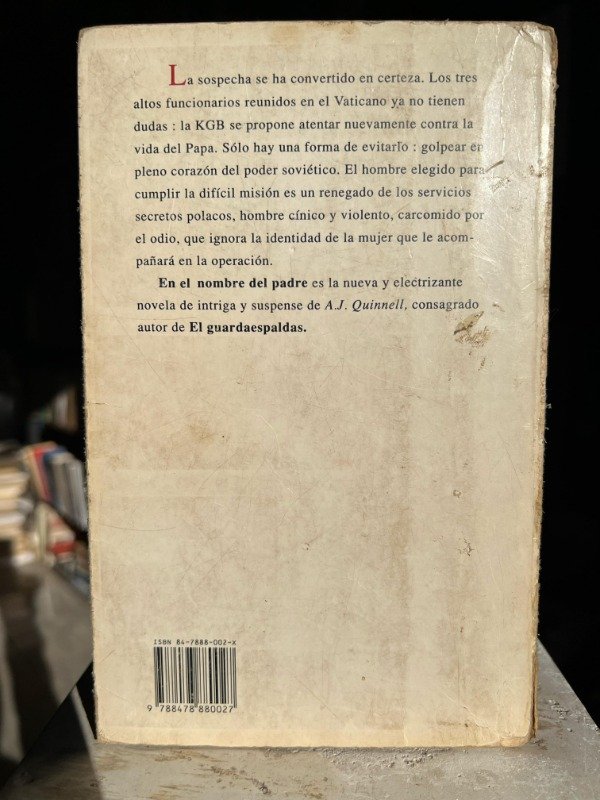 La sospecha se ha convertido en certeza. Los tres
altos funcionarios reunidos en el Vaticano ya no tienen
dudas : la KGB se propone atentar nuevamente contra la
vida del Papa. Sólo hay una forma de evitarlo : golpear en
pleno corazón del poder soviético. El hombre elegido para
cumplir la difícil misión es un renegado de los servicios
secretos polacos, hombre cínico y violento, carcomido por
el odio, que ignora la identidad de la mujer que le acom-
pañará en la operación.
En el nombre del padre es la nueva y electrizante
novela de intriga y suspense de A.J. Quinnell, consagrado
autor de El guardaespaldas.
ISBN 84-7888-002-X
9 788478 880027